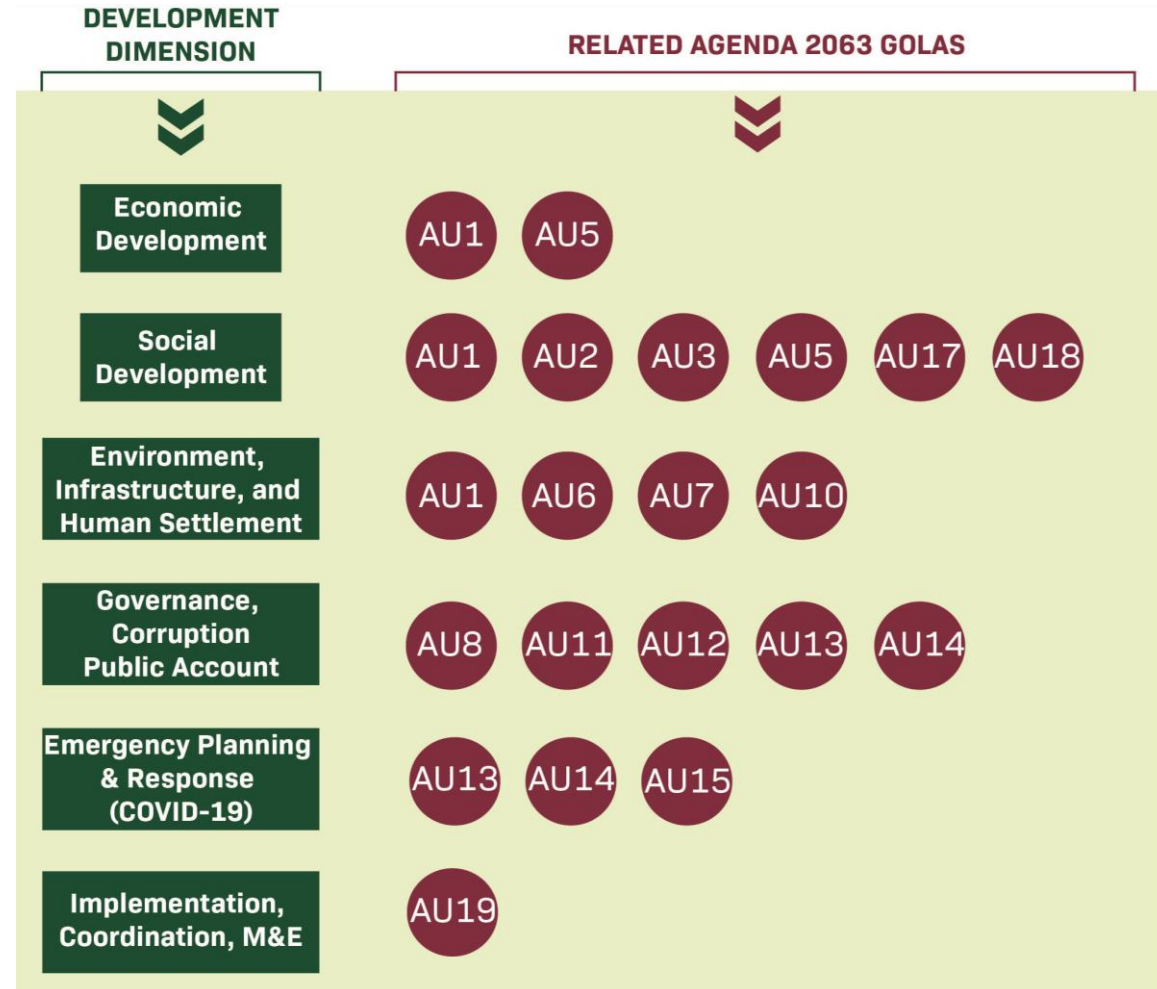 DEVELOPMENT
DIMENSION
RELATED AGENDA 2063 GOLAS
Economic
Development
AU1 AU5
Social
Development
AU1 AU2 AU3 AU5 AU17 AU18
Environment,
Infrastructure, and
Human Settlement
AU1 AU6 AU7 AU10
Governance,
Corruption
Public Account
AU8 AU11 AU12 AU13 AU14
Emergency Planning
& Response
(COVID-19)
AU13 AU14 AU15
Implementation,
Coordination, M&E
AU19